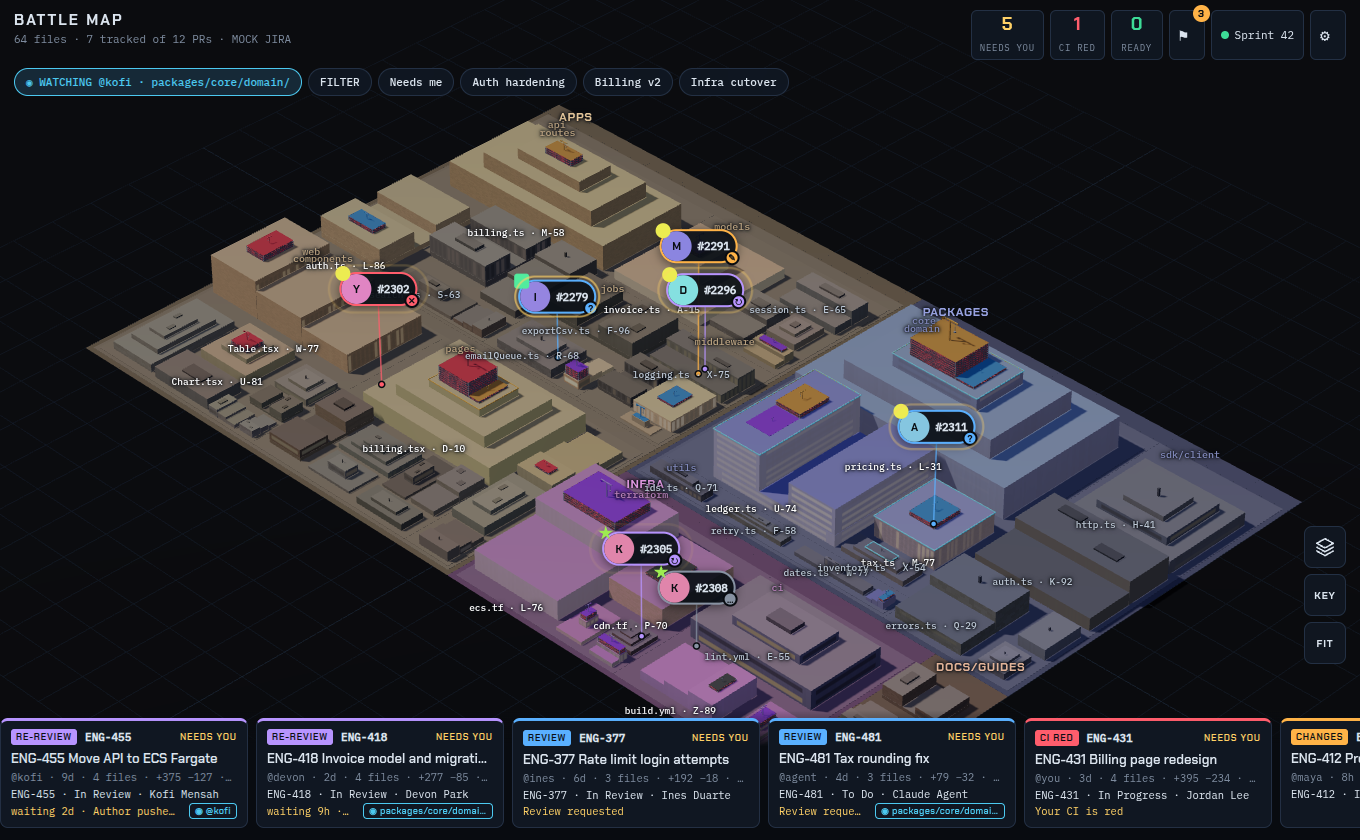 BATTLE MAP
64 files · 7 tracked of 12 PRs · MOCK JIRA
5 NEEDS YOU
1 CI RED
0 READY
3
Sprint 42
WATCHING @kofi · packages/core/domain/
FILTER
Needs me
Auth hardening
Billing v2
Infra cutover
APPS
api
routes
models
billing.ts · M-58
M #2291
web
components
auth.ts · L-86
Y #2302
· S-63
I #2279
jobs
D #2296
invoice.ts · A-15
session.ts · E-65
PACKAGES
core
domain
exportCsv.ts · F-96
middleware
Table.tsx · W-77
pages
emailQueue.ts · R-68
logging.ts · X-75
Chart.tsx · U-81
A #2311
billing.tsx · D-10
sdk/client
utils
pricing.ts · L-31
INFRA
ids.ts · Q-71
terraform
ledger.ts · U-74
retry.ts · F-58
http.ts · H-41
K #2305
tax.ts · M-77
inventory.ts · X-54
dates.ts · W-77
auth.ts · K-92
K #2308
ci
ecs.tf · L-76
cdn.tf · P-70
errors.ts · Q-29
lint.yml · E-55
DOCS/GUIDES
build.yml · Z-89
KEY
FIT
RE-REVIEW ENG-455 NEEDS YOU
ENG-455 Move API to ECS Fargate
@kofi · 9d · 4 files · +375 -127 ·…
ENG-455 · In Review · Kofi Mensah
waiting 2d · Author pushe… @kofi
RE-REVIEW ENG-418 NEEDS YOU
ENG-418 Invoice model and migrati…
@devon · 2d · 4 files · +277 -85 ·…
ENG-418 · In Review · Devon Park
waiting 9h ·… packages/core/domai…
REVIEW ENG-377 NEEDS YOU
ENG-377 Rate limit login attempts
@ines · 6d · 3 files · +192 -18 · …
ENG-377 · In Review · Ines Duarte
Review requested
REVIEW ENG-481 NEEDS YOU
ENG-481 Tax rounding fix
@agent · 4d · 3 files · +79 -32 · …
ENG-481 · To Do · Claude Agent
Review reque… packages/core/domai…
CI RED ENG-431 NEEDS YOU
ENG-431 Billing page redesign
@you · 3d · 4 files · +395 -234 · …
ENG-431 · In Progress · Jordan Lee
Your CI is red
CHANGES
ENG-412 Pr
@maya · 8h
ENG-412 · I